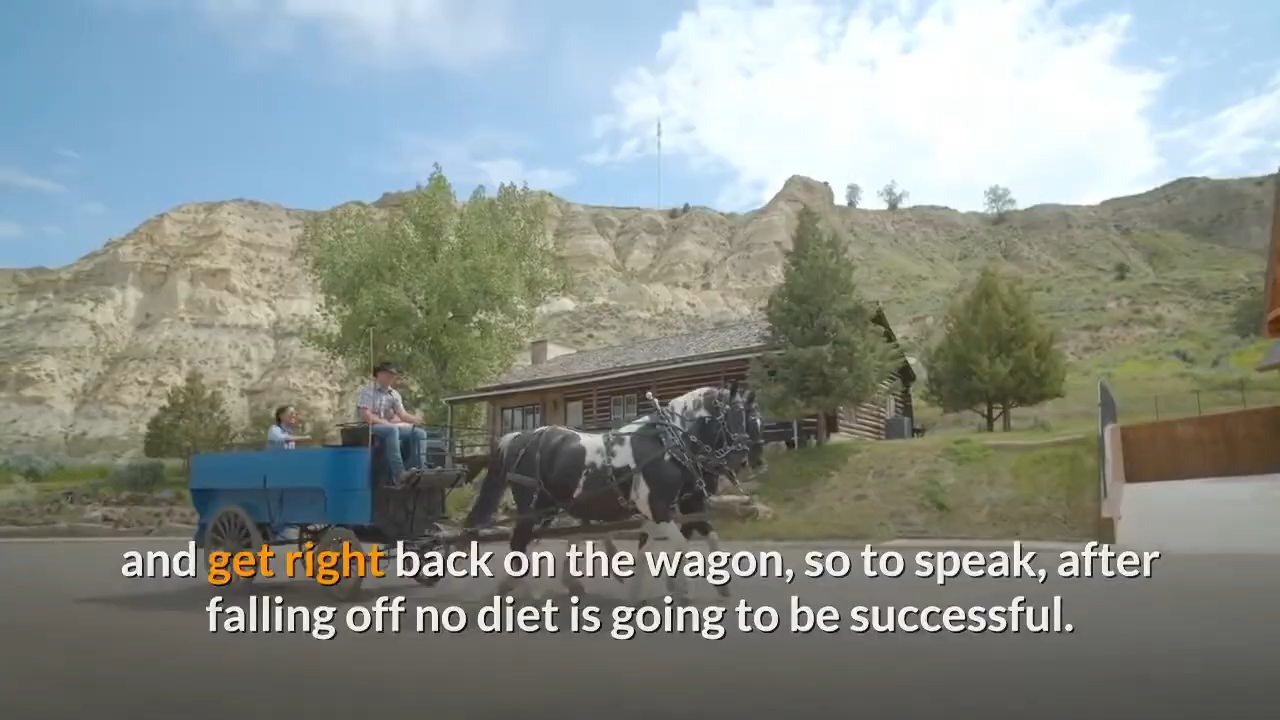 and get right back on the wagon, so to speak, after
falling off no diet is going to be successful.